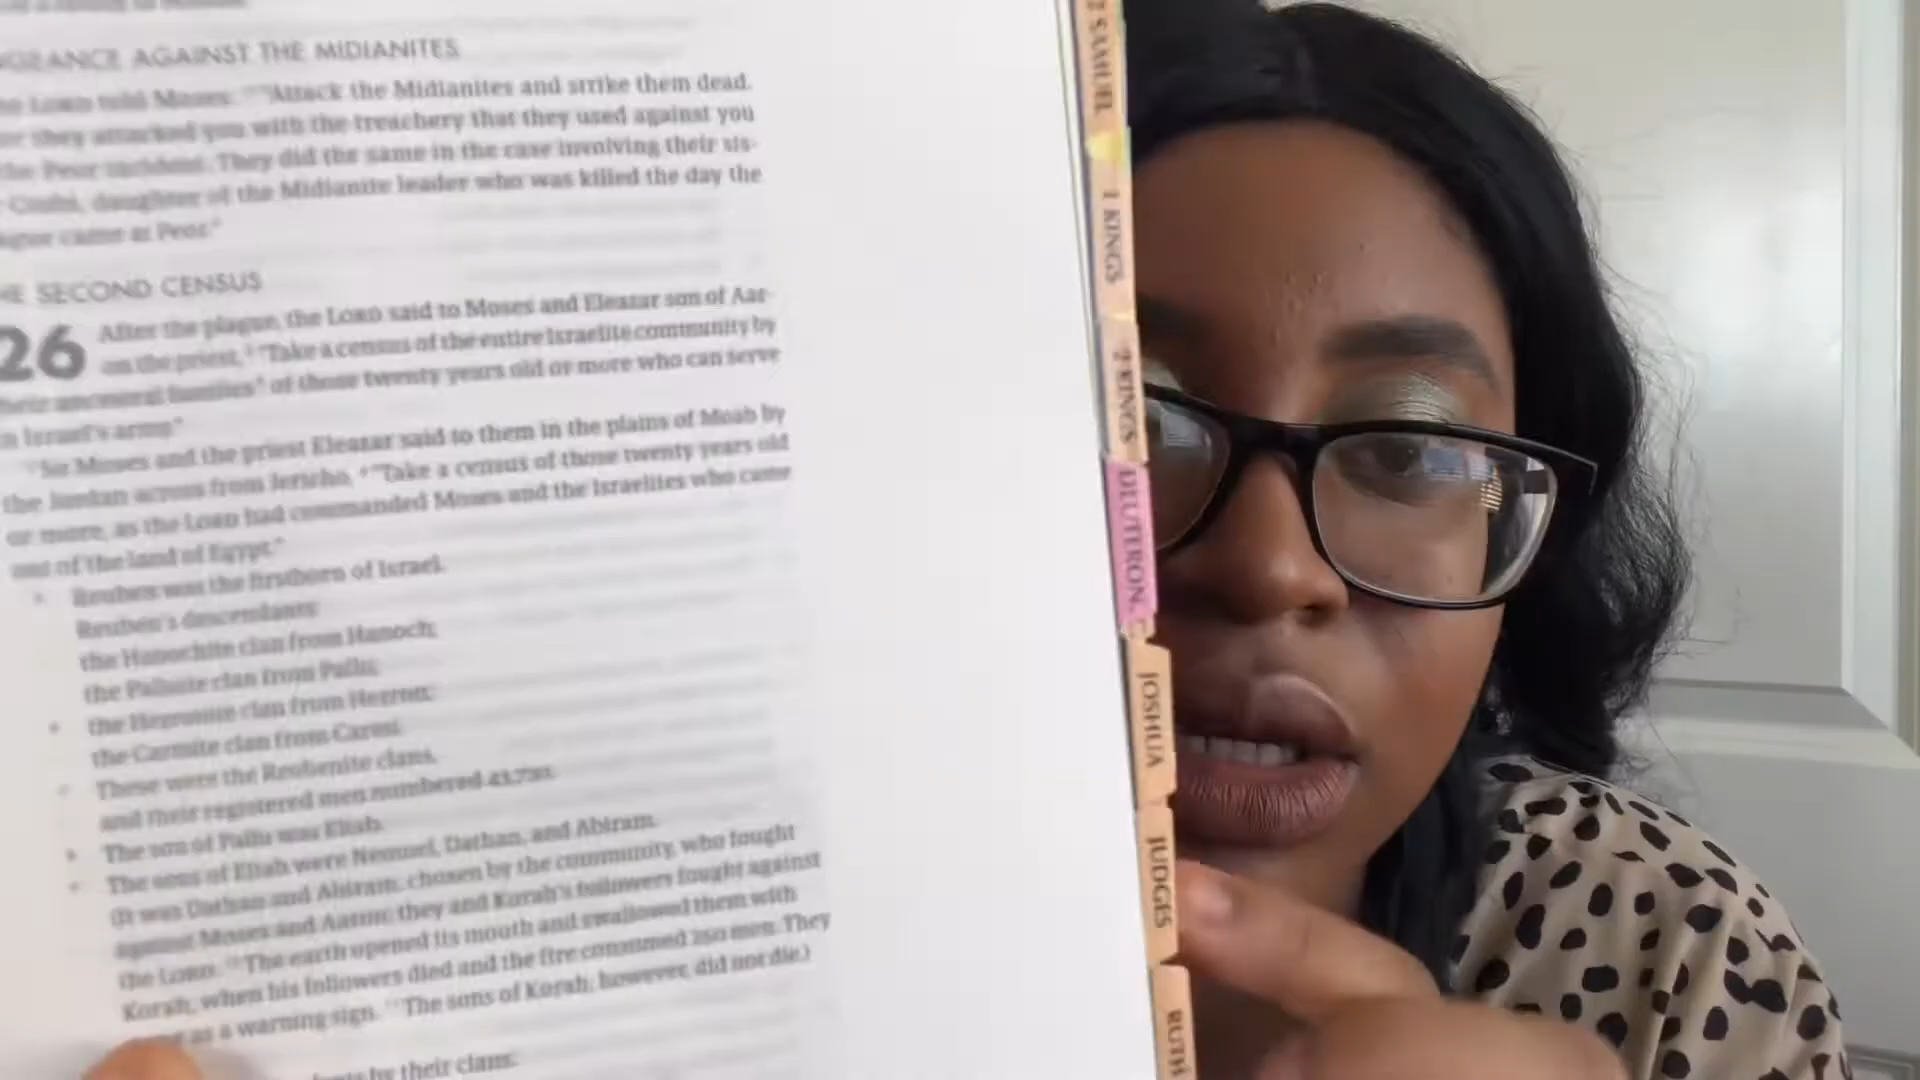 GEANCE AGAINST THE MIDIANITES
LORD told Moses: "Attack the Midianites and strike them dead.
they attacked you with the treachery that they used against you
the Peor incident. They did the same in the case involving their sis-
Cozbi, daughter of the Midianite leader who was killed the day the
came at Peor."
E SECOND CENSUS
26 After the plague, the LORD said to Moses and Eleazar son of Aar-
on the priest, "Take a census of the entire Israelite community by
their ancestral families of those twenty years old or more who can serve
in Israel's army."
So Moses and the priest Eleazar said to them in the plains of Moab by
the Jordan across from Jericho, "Take a census of those twenty years old
or more, as the LORD had commanded Moses and the Israelites who came
out of the land of Egypt."
Reuben was the firstborn of Israel.
Reuben's descendants:
the Hanochite clan from Hanoch;
the Palluite clan from Pallu;
the Hezronite clan from Hezron;
the Carmite clan from Carmi.
These were the Reubenite clans,
and their registered men numbered 43,730.
The son of Pallu was Eliab.
The sons of Eliab were Nemuel, Dathan, and Abiram.
(It was Dathan and Abiram, chosen by the community, who fought
against Moses and Aaron; they and Korah's followers fought against
the LORD. The earth opened its mouth and swallowed them with
Korah, when his followers died and the fire consumed 250 men. They
as a warning sign. The sons of Korah, however, did not die.)
by their clans:
2 SAMUEL
1 KINGS
2 KINGS
DEUTERON.
JOSHUA
JUDGES
RUTH